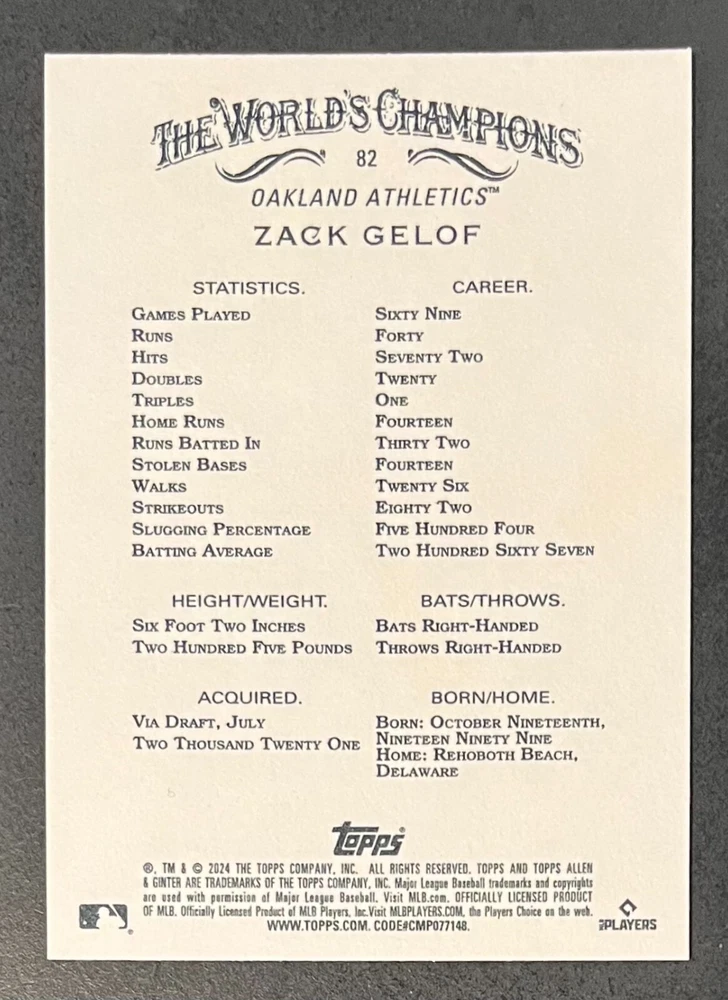 THE WORLD'S CHAMPIONS
82
OAKLAND ATHLETICS™
ZACK GELOF
STATISTICS. CAREER.
GAMES PLAYED SIXTY NINE
RUNS FORTY
HITS SEVENTY TWO
DOUBLES TWENTY
TRIPLES ONE
HOME RUNS FOURTEEN
RUNS BATTED IN THIRTY TWO
STOLEN BASES FOURTEEN
WALKS TWENTY SIX
STRIKEOUTS EIGHTY TWO
SLUGGING PERCENTAGE FIVE HUNDRED FOUR
BATTING AVERAGE TWO HUNDRED SIXTY SEVEN
HEIGHT/WEIGHT.
SIX FOOT TWO INCHES
TWO HUNDRED FIVE POUNDS
BATS/THROWS.
BATS RIGHT-HANDED
THROWS RIGHT-HANDED
ACQUIRED.
VIA DRAFT, JULY
TWO THOUSAND TWENTY ONE
BORN/HOME.
BORN: OCTOBER NINETEENTH,
NINETEEN NINETY NINE
HOME: REHOBOTH BEACH,
DELAWARE
topps®
®, TM & © 2024 THE TOPPS COMPANY, INC. ALL RIGHTS RESERVED. TOPPS AND TOPPS ALLEN
& GINTER ARE TRADEMARKS OF THE TOPPS COMPANY, INC. Major League Baseball trademarks and copyrights
are used with permission of Major League Baseball. Visit MLB.com. OFFICIALLY LICENSED PRODUCT
OF MLB. Officially Licensed Product of MLB Players, Inc.Visit MLBPLAYERS.COM, the Players Choice on the web.
WWW.TOPPS.COM. CODE#CMP077148.
MLBPLAYERS